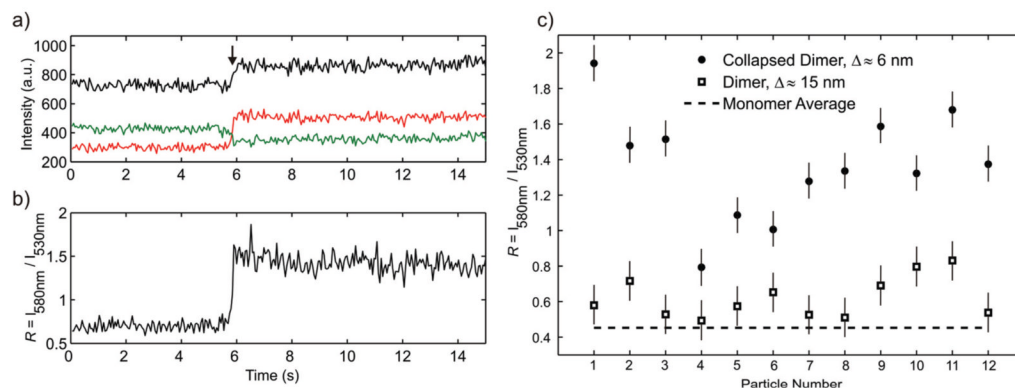 a)
1000
800
600
400
200
Intensity (a.u.)
0 2 4 6 8 10 12 14
b)
2
1.5
1
0.5
R = I580nm / I530nm
0 2 4 6 8 10 12 14
Time (s)
c)
2
1.8
1.6
1.4
1.2
1
0.8
0.6
0.4
R = I580nm / I530nm
Collapsed Dimer, Δ≈ 6 nm
Dimer, Δ≈ 15 nm
Monomer Average
1 2 3 4 5 6 7 8 9 10 11 12
Particle Number